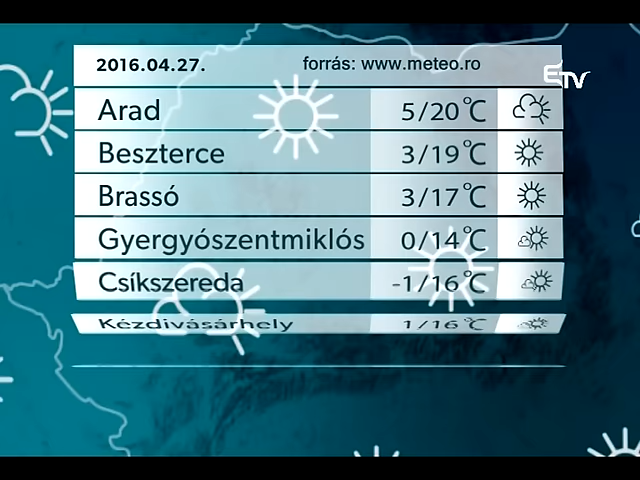 2016.04.27. forrás: www.meteo.ro
ETV
Arad 5/20°C
Beszterce 3/19°C
Brassó 3/17°C
Gyergyószentmiklós 0/14°C
Csíkszereda -1/16°C
Kézdivásárhely 1/16°C